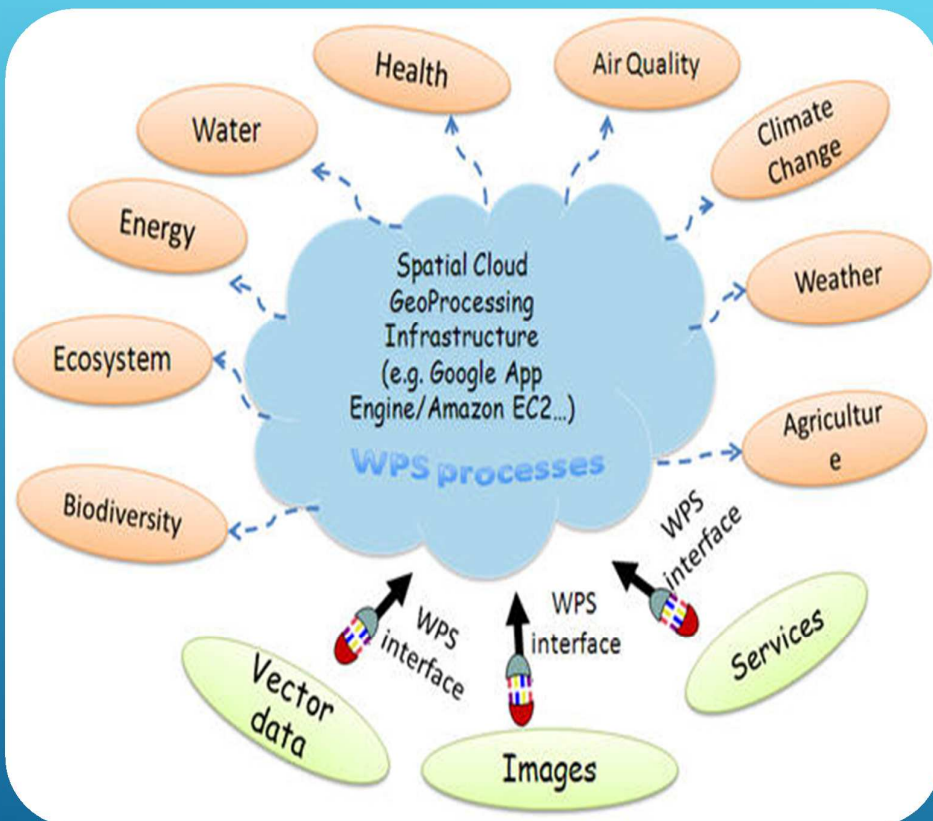 Health
Air Quality
Water
Climate
Change
Energy
Weather
Spatial Cloud
GeoProcessing
Infrastructure
(e.g. Google App
Engine/Amazon EC2...)
WPS processes
Ecosystem
Agricultur
e
Biodiversity
WPS
interface
WPS
interface
WPS
interface
Vector
data
Images
Services